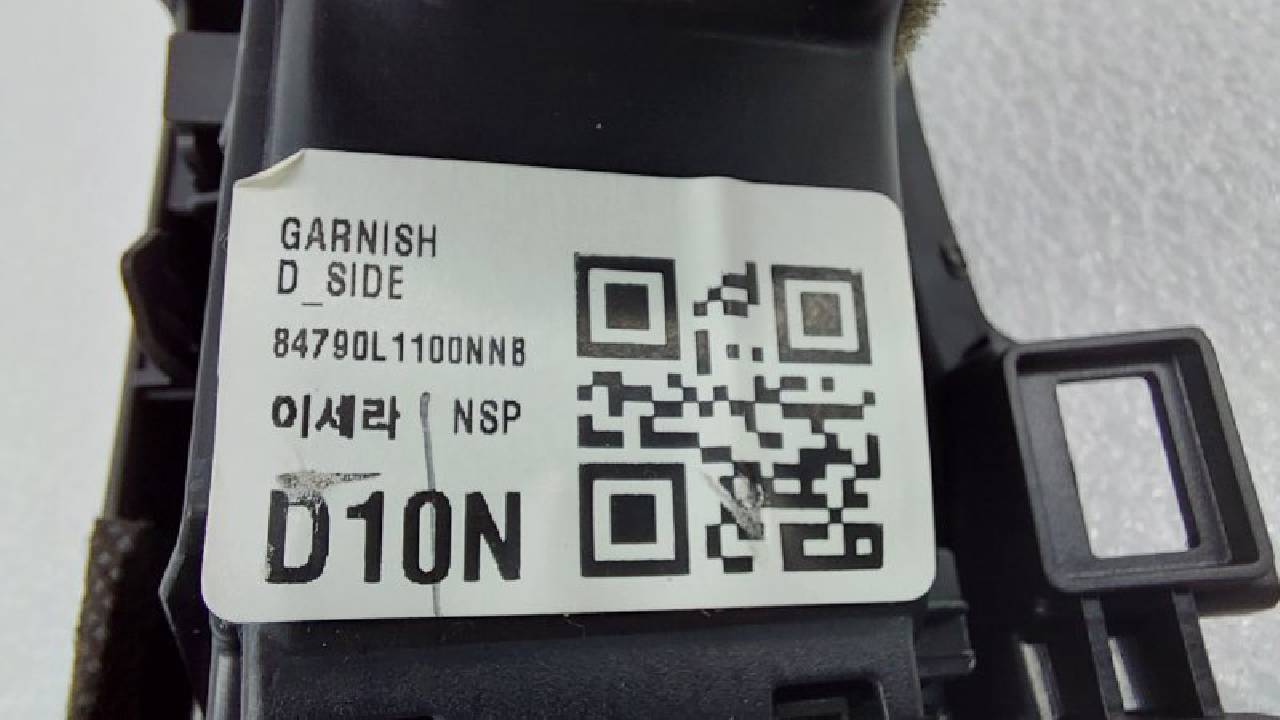 GARNISH
D_SIDE
84790L1100NNB
이세라 NSP
D10N